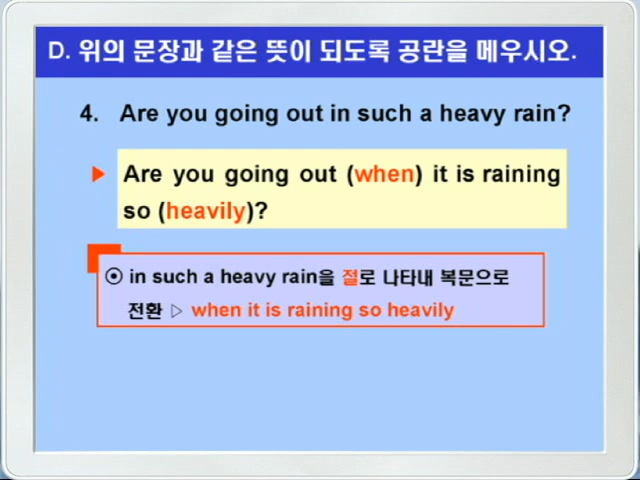 D. 위의 문장과 같은 뜻이 되도록 공란을 메우시오.
4. Are you going out in such a heavy rain?
Are you going out (when) it is raining
so (heavily)?
in such a heavy rain을 절로 나타내 복문으로
전환 ▷ when it is raining so heavily